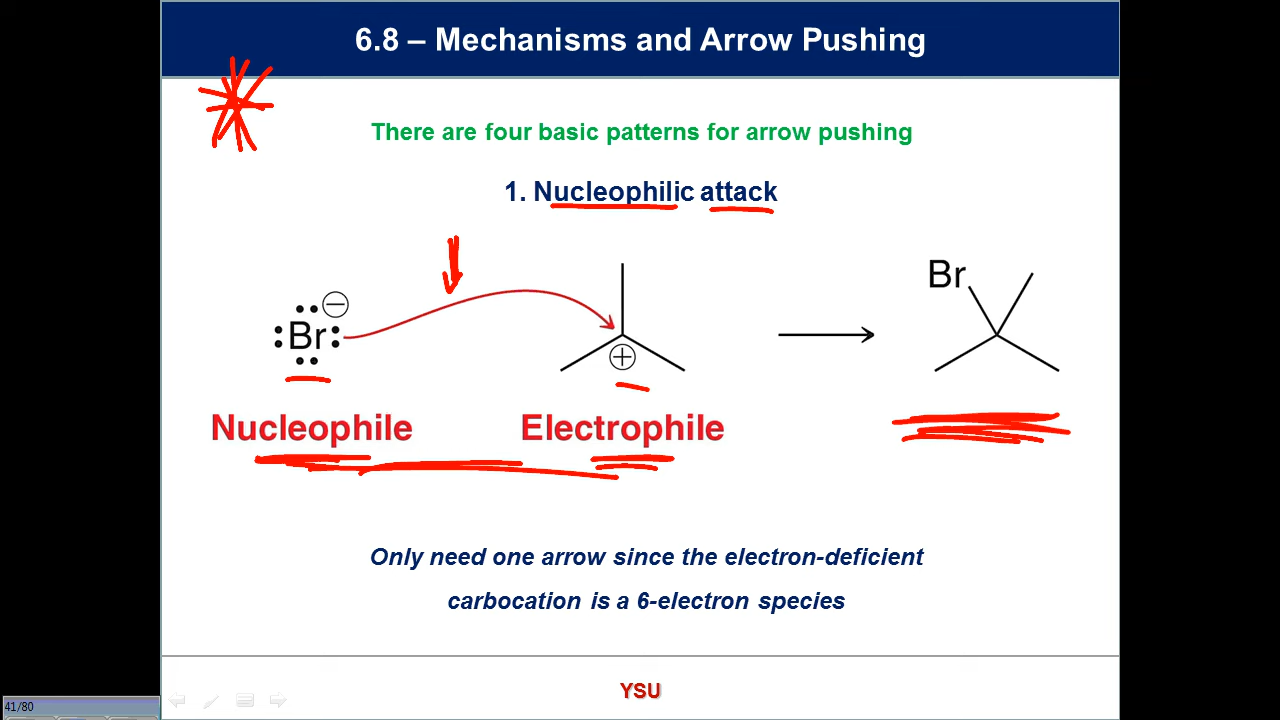 6.8 – Mechanisms and Arrow Pushing
There are four basic patterns for arrow pushing
1. Nucleophilic attack
Br
Br
Nucleophile Electrophile
Only need one arrow since the electron-deficient
carbocation is a 6-electron species
YSU
41/80